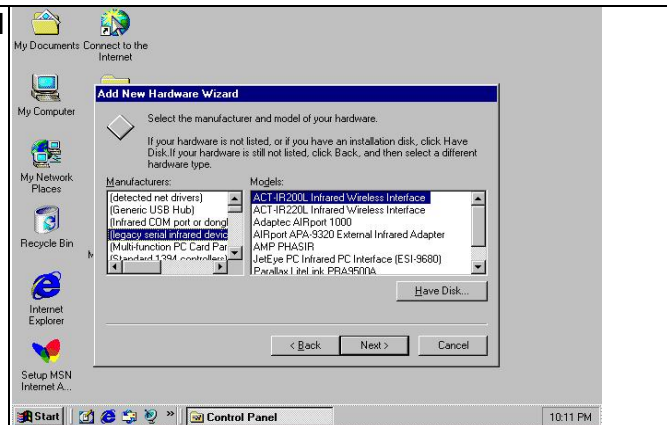 My Documents
Connect to the
Internet
My Computer
My Network
Places
Recycle Bin
Internet
Explorer
Setup MSN
Internet A...
Add New Hardware Wizard
Select the manufacturer and model of your hardware.
If your hardware is not listed, or if you have an installation disk, click Have
Disk.If your hardware is still not listed, click Back, and then select a different
hardware type.
Manufacturers:
(detected net drivers)
(Generic USB Hub)
(Infrared COM port or dongl
(legacy serial infrared devic
(Multi-function PC Card Par
(Standard 1394 controllers)
Models:
ACT-IR200L Infrared Wireless Interface
ACT-IR220L Infrared Wireless Interface
Adaptec AIRport 1000
AIRport APA-9320 External Infrared Adapter
AMP PHASIR
JetEye PC Infrared PC Interface (ESI-9680)
Parallax LiteLink PRA9500A
Have Disk...
< Back
Next >
Cancel
Start
»
Control Panel
10:11 PM